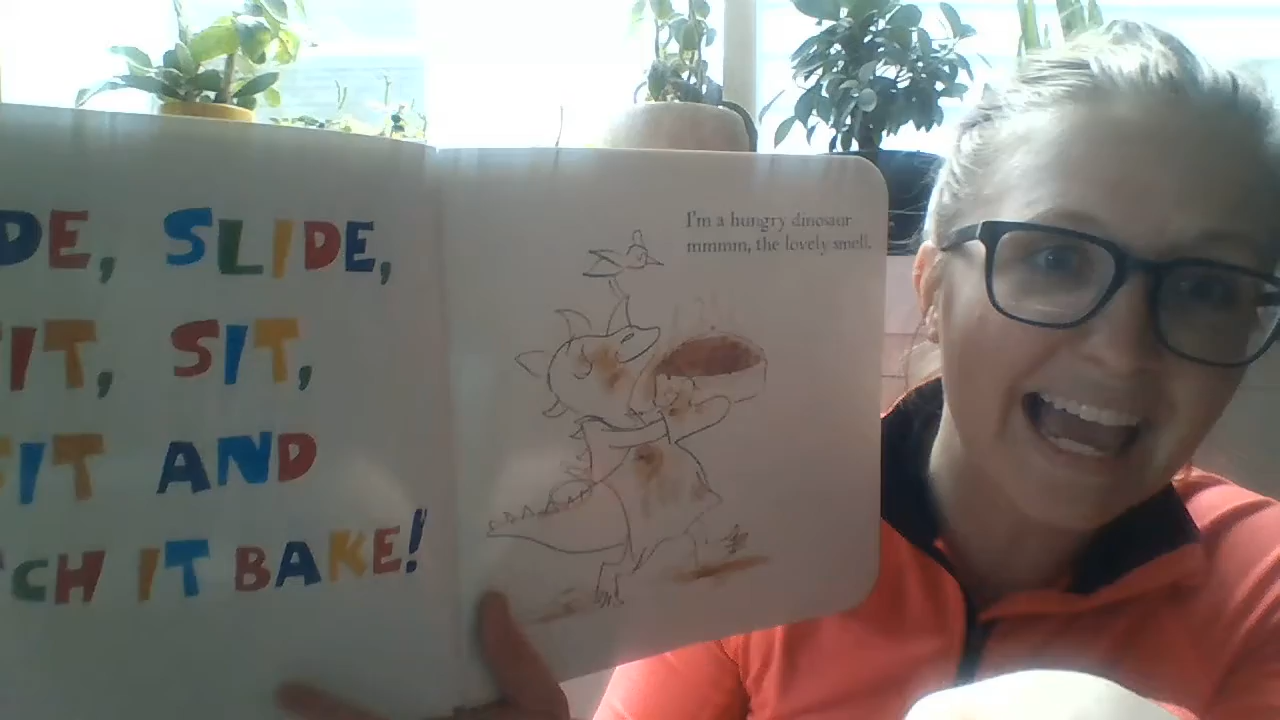 DE, SLIDE,
IT, SIT,
IT AND
CH IT BAKE!
I'm a hungry dinosaur
mmmm, the lovely smell.